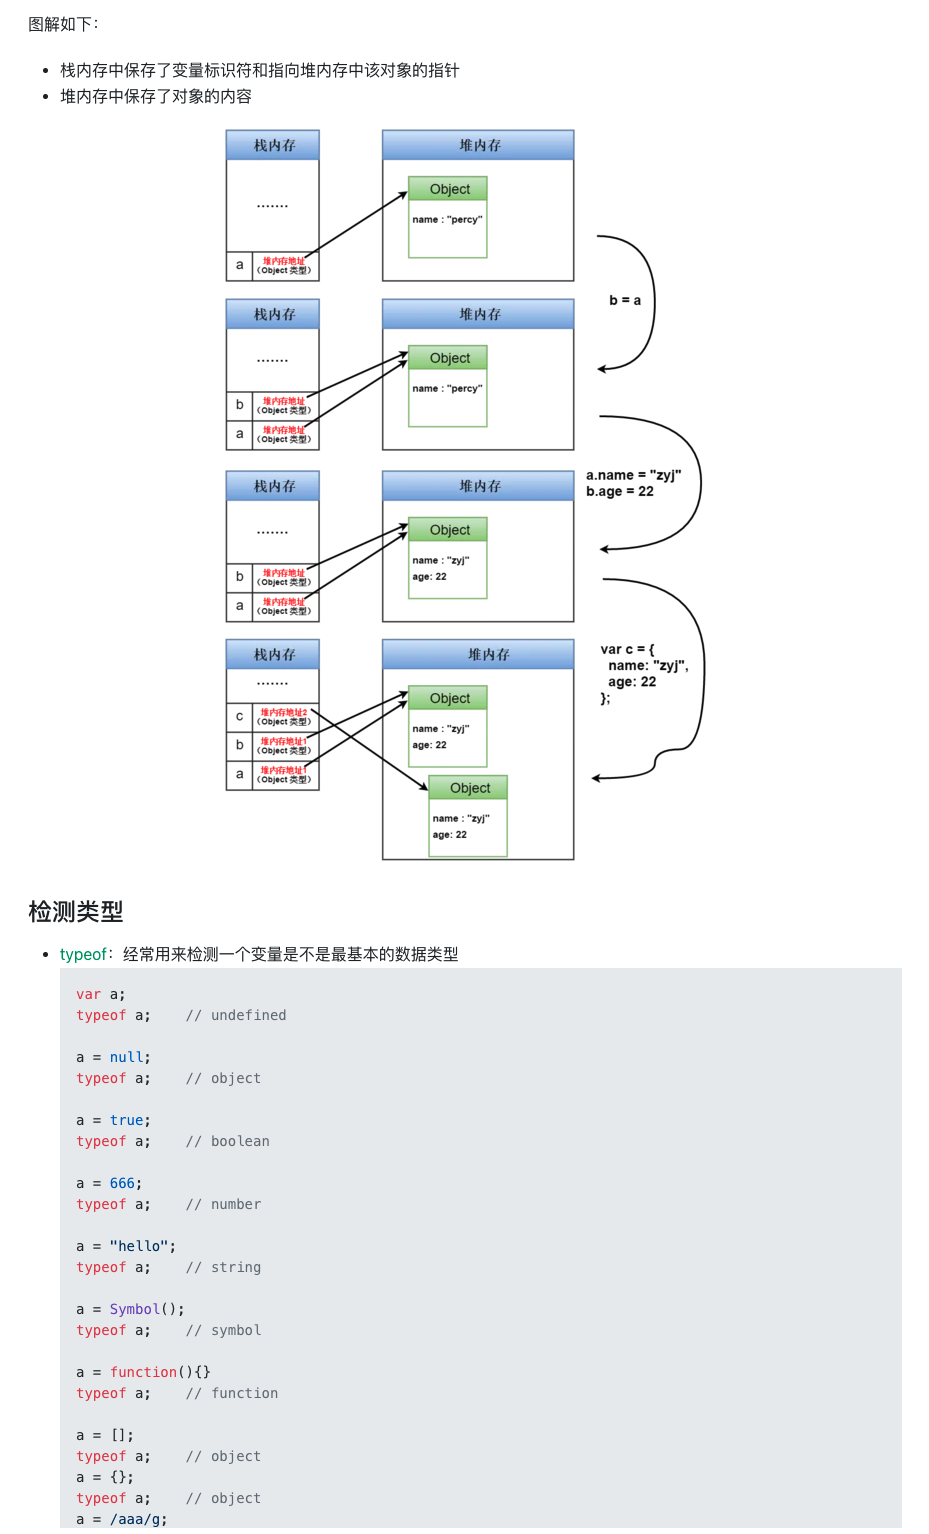 图解如下：
栈内存中保存了变量标识符和指向堆内存中该对象的指针
堆内存中保存了对象的内容
栈内存
堆内存
.......
Object
name : "percy"
a
堆内存地址
（Object 类型）
b = a
栈内存
堆内存
.......
Object
name : "percy"
b
堆内存地址
（Object 类型）
a
堆内存地址
（Object 类型）
a.name = "zyj"
b.age = 22
栈内存
堆内存
.......
Object
name : "zyj"
age: 22
b
堆内存地址
（Object 类型）
a
堆内存地址
（Object 类型）
var c = {
name: "zyj",
age: 22
};
栈内存
堆内存
.......
Object
name : "zyj"
age: 22
c
堆内存地址2
（Object 类型）
b
堆内存地址1
（Object 类型）
a
堆内存地址1
（Object 类型）
Object
name : "zyj"
age: 22
检测类型
typeof：经常用来检测一个变量是不是最基本的数据类型
var a;
typeof a;    // undefined
a = null;
typeof a;    // object
a = true;
typeof a;    // boolean
a = 666;
typeof a;    // number
a = "hello";
typeof a;    // string
a = Symbol();
typeof a;    // symbol
a = function(){}
typeof a;    // function
a = [];
typeof a;    // object
a = {};
typeof a;    // object
a = /aaa/g;